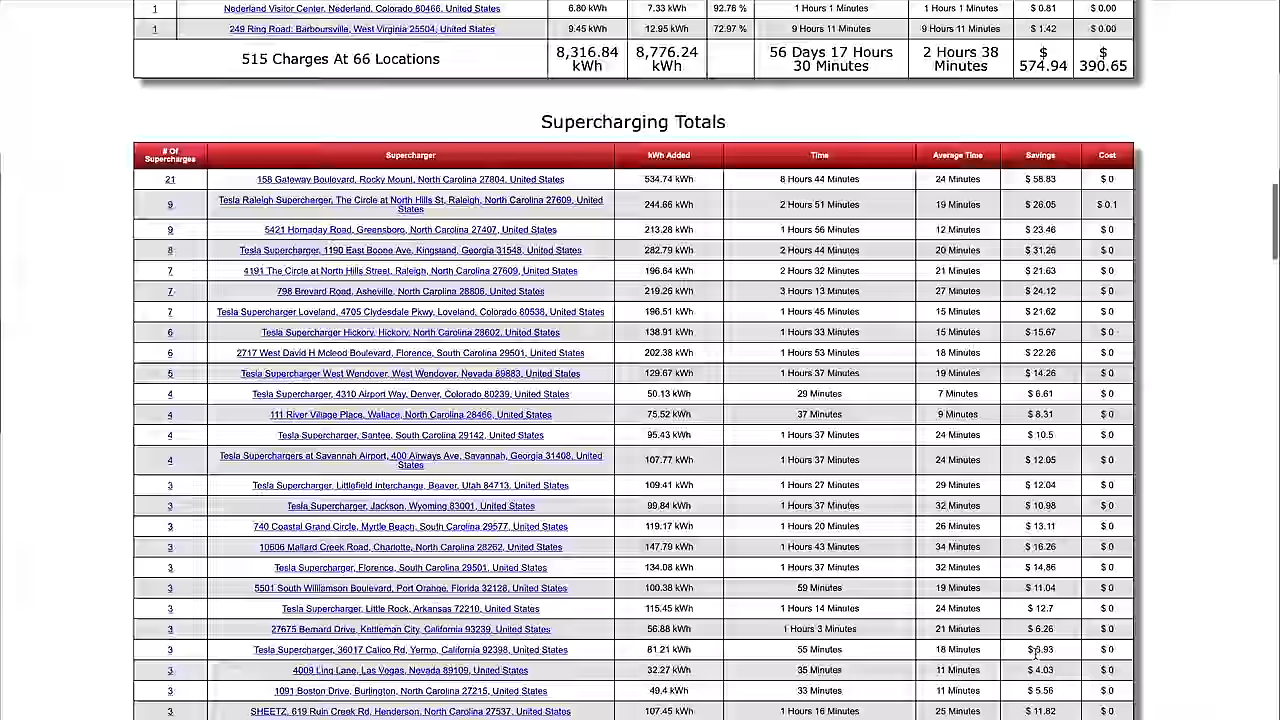 1 Nederland Visitor Center, Nederland, Colorado 80466, United States 6.80 kWh 7.33 kWh 92.76 % 1 Hours 1 Minutes 1 Hours 1 Minutes $ 0.81 $ 0.00
1 249 Ring Road: Barboursville, West Virginia 25504, United States 9.45 kWh 12.95 kWh 72.97 % 9 Hours 11 Minutes 9 Hours 11 Minutes $ 1.42 $ 0.00
515 Charges At 66 Locations 8,316.84 kWh 8,776.24 kWh 56 Days 17 Hours 30 Minutes 2 Hours 38 Minutes $ 574.94 $ 390.65
Supercharging Totals
# Of Supercharges Supercharger kWh Added Time Average Time Savings Cost
21 158 Gateway Boulevard, Rocky Mount, North Carolina 27804, United States 534.74 kWh 8 Hours 44 Minutes 24 Minutes $ 58.83 $ 0
9 Tesla Raleigh Supercharger, The Circle at North Hills St, Raleigh, North Carolina 27609, United States 244.66 kWh 2 Hours 51 Minutes 19 Minutes $ 26.05 $ 0.1
9 5421 Hornaday Road, Greensboro, North Carolina 27407, United States 213.28 kWh 1 Hours 56 Minutes 12 Minutes $ 23.46 $ 0
8 Tesla Supercharger, 1190 East Boone Ave, Kingsland, Georgia 31548, United States 282.79 kWh 2 Hours 44 Minutes 20 Minutes $ 31.26 $ 0
7 4191 The Circle at North Hills Street, Raleigh, North Carolina 27609, United States 196.64 kWh 2 Hours 32 Minutes 21 Minutes $ 21.63 $ 0
7 798 Brevard Road, Asheville, North Carolina 28806, United States 219.26 kWh 3 Hours 13 Minutes 27 Minutes $ 24.12 $ 0
7 Tesla Supercharger Loveland, 4705 Clydesdale Pkwy, Loveland, Colorado 80538, United States 196.51 kWh 1 Hours 45 Minutes 15 Minutes $ 21.62 $ 0
6 Tesla Supercharger Hickory, Hickory, North Carolina 28602, United States 138.91 kWh 1 Hours 33 Minutes 15 Minutes $ 15.67 $ 0
6 2717 West David H Mcleod Boulevard, Florence, South Carolina 29501, United States 202.38 kWh 1 Hours 53 Minutes 18 Minutes $ 22.26 $ 0
5 Tesla Supercharger West Wendover, West Wendover, Nevada 89883, United States 129.67 kWh 1 Hours 37 Minutes 19 Minutes $ 14.26 $ 0
4 Tesla Supercharger, 4310 Airport Way, Denver, Colorado 80239, United States 50.13 kWh 29 Minutes 7 Minutes $ 6.61 $ 0
4 111 River Village Place, Wallace, North Carolina 28466, United States 75.52 kWh 37 Minutes 9 Minutes $ 8.31 $ 0
4 Tesla Supercharger, Santee, South Carolina 29142, United States 95.43 kWh 1 Hours 37 Minutes 24 Minutes $ 10.5 $ 0
4 Tesla Superchargers at Savannah Airport, 400 Airways Ave, Savannah, Georgia 31408, United States 107.77 kWh 1 Hours 37 Minutes 24 Minutes $ 12.05 $ 0
3 Tesla Supercharger, Littlefield Interchange, Beaver, Utah 84713, United States 109.41 kWh 1 Hours 27 Minutes 29 Minutes $ 12.04 $ 0
3 Tesla Supercharger, Jackson, Wyoming 83001, United States 99.84 kWh 1 Hours 37 Minutes 32 Minutes $ 10.98 $ 0
3 740 Coastal Grand Circle, Myrtle Beach, South Carolina 29577, United States 119.17 kWh 1 Hours 20 Minutes 26 Minutes $ 13.11 $ 0
3 10606 Mallard Creek Road, Charlotte, North Carolina 28262, United States 147.79 kWh 1 Hours 43 Minutes 34 Minutes $ 16.26 $ 0
3 Tesla Supercharger, Florence, South Carolina 29501, United States 134.08 kWh 1 Hours 37 Minutes 32 Minutes $ 14.86 $ 0
3 5501 South Williamson Boulevard, Port Orange, Florida 32128, United States 100.38 kWh 59 Minutes 19 Minutes $ 11.04 $ 0
3 Tesla Supercharger, Little Rock, Arkansas 72210, United States 115.45 kWh 1 Hours 14 Minutes 24 Minutes $ 12.7 $ 0
3 27675 Bernard Drive, Kettleman City, California 93239, United States 56.88 kWh 1 Hours 3 Minutes 21 Minutes $ 6.26 $ 0
3 Tesla Supercharger, 36017 Calico Rd, Yermo, California 92398, United States 81.21 kWh 55 Minutes 18 Minutes $ 0
3 4009 Ling Lane, Las Vegas, Nevada 89109, United States 32.27 kWh 35 Minutes 11 Minutes $ 4.03 $ 0
3 1091 Boston Drive, Burlington, North Carolina 27215, United States 49.4 kWh 33 Minutes 11 Minutes $ 5.56 $ 0
3 SHEETZ, 619 Ruin Creek Rd, Henderson, North Carolina 27537, United States 107.45 kWh 1 Hours 16 Minutes 25 Minutes $ 11.82 $ 0